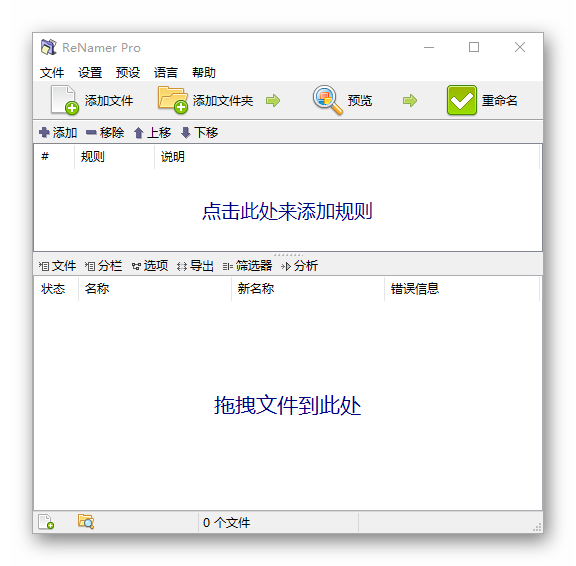 ReNamer Pro
文件 设置 预设 语言 帮助
添加文件 添加文件夹 预览 重命名
添加 移除 上移 下移
# 规则 说明
点击此处来添加规则
文件 分栏 选项 导出 筛选器 分析
状态 名称 新名称 错误信息
拖拽文件到此处
0 个文件